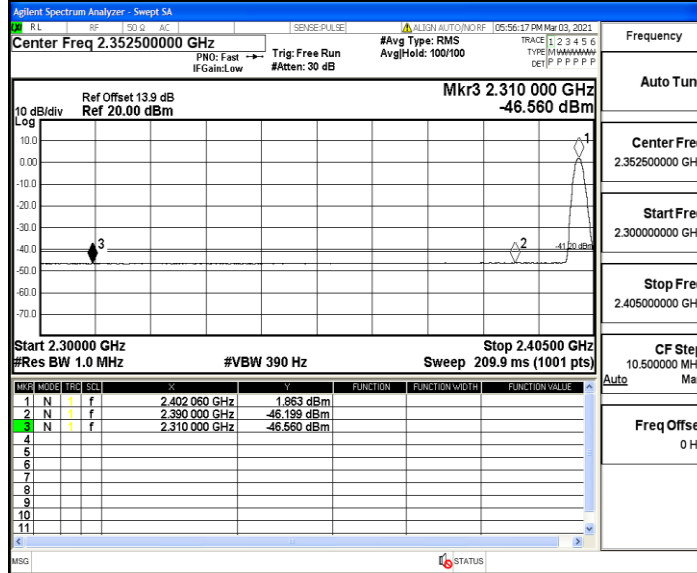 Agilent Spectrum Analyzer - Swept SA
RL RF 50 Ω AC SENSE:PULSE ALIGN AUTO/NO RF 05:56:17 PM Mar 03, 2021
Center Freq 2.352500000 GHz
PNO: Fast
IFGain:Low
Trig: Free Run
#Atten: 30 dB
#Avg Type: RMS
Avg|Hold: 100/100
TRACE 1 2 3 4 5 6
TYPE M
DET P P P P P P
Ref Offset 13.9 dB
10 dB/div Ref 20.00 dBm
Log
Mkr3 2.310 000 GHz
-46.560 dBm
10.0
0.00
-10.0
-20.0
-30.0
-40.0
-50.0
-60.0
-70.0
1
2
3
-41.20 dBm
Start 2.30000 GHz Stop 2.40500 GHz
#Res BW 1.0 MHz #VBW 390 Hz Sweep 209.9 ms (1001 pts)
MKR MODE TRC SCL X Y FUNCTION FUNCTION WIDTH FUNCTION VALUE
1 N 1 f 2.402 060 GHz 1.863 dBm
2 N 1 f 2.390 000 GHz -46.199 dBm
3 N 1 f 2.310 000 GHz -46.560 dBm
4
5
6
7
8
9
10
11
MSG STATUS
Frequency
Auto Tun
Center Fre
2.352500000 GH
Start Fre
2.300000000 GH
Stop Fre
2.405000000 GH
CF Ste
10.500000 MH
Auto Ma
Freq Offse
0 H